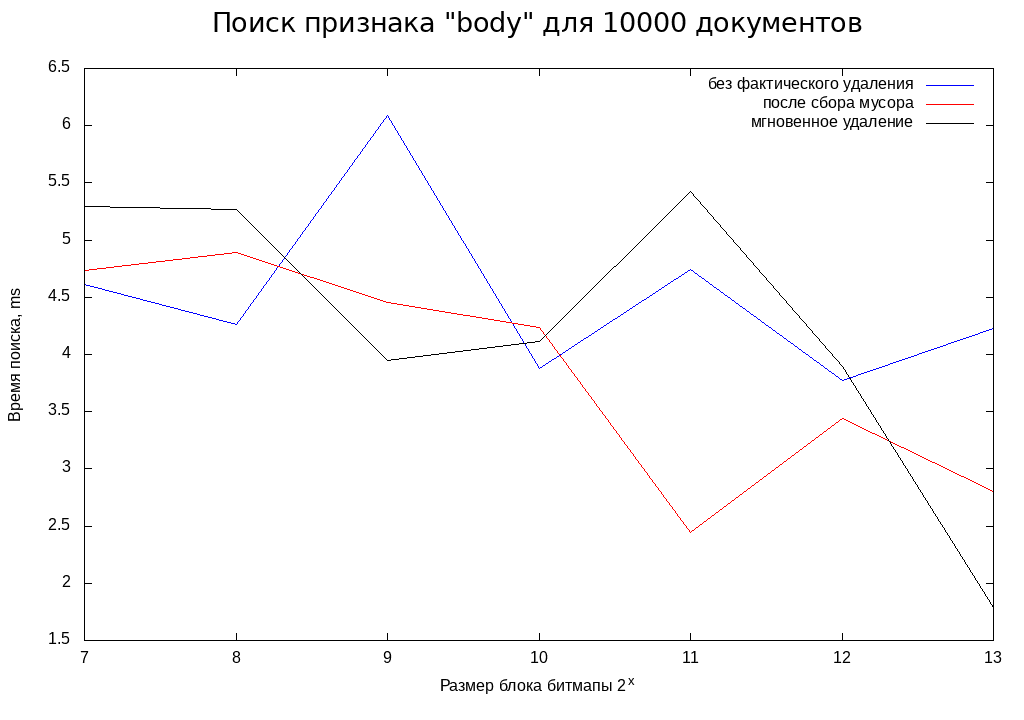 Поиск признака "body" для 10000 документов
6.5
6
5.5
5
4.5
4
3.5
3
2.5
2
1.5
Время поиска, ms
без фактического удаления
после сбора мусора
мгновенное удаление
7 8 9 10 11 12 13
Размер блока битмапы 2^x